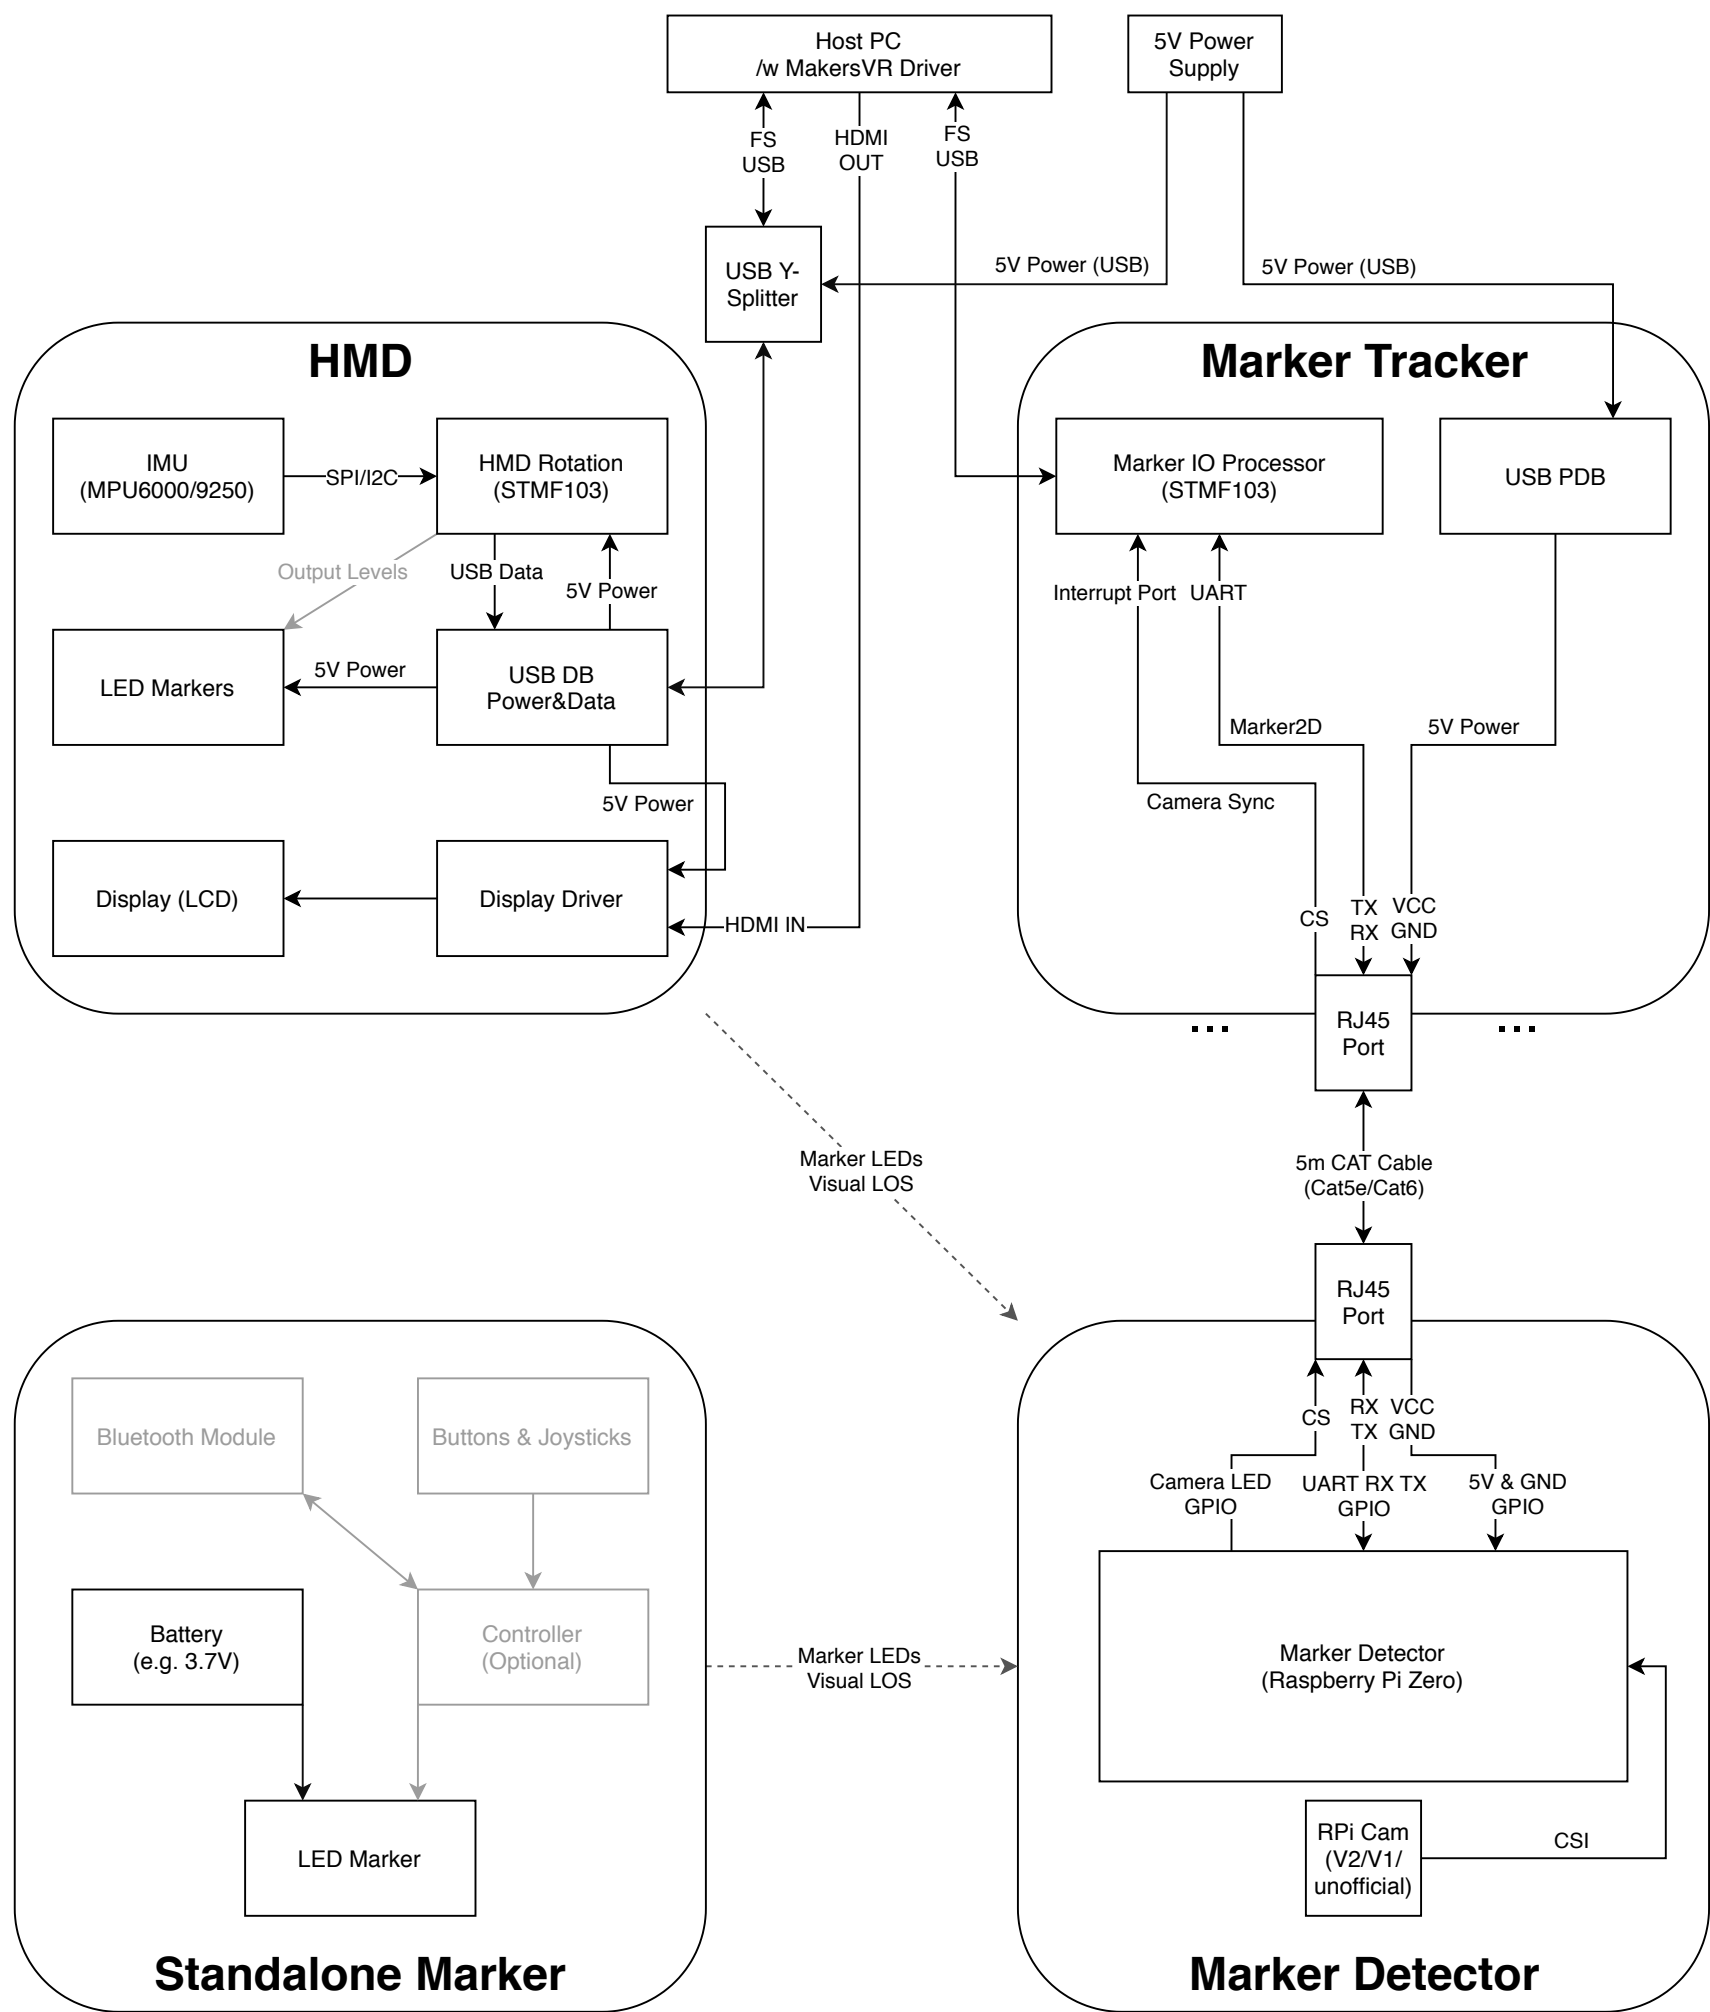 Host PC
/w MakersVR Driver
5V Power
Supply
FS
USB
HDMI
OUT
FS
USB
USB Y-
Splitter
5V Power (USB)
5V Power (USB)
HMD
IMU
(MPU6000/9250)
SPI/I2C
HMD Rotation
(STMF103)
Output Levels
USB Data
5V Power
LED Markers
5V Power
USB DB
Power&Data
5V Power
Display (LCD)
Display Driver
HDMI IN
Marker Tracker
Marker IO Processor
(STMF103)
USB PDB
Interrupt Port
UART
Marker2D
5V Power
Camera Sync
CS
TX
RX
VCC
GND
...
RJ45
Port
...
5m CAT Cable
(Cat5e/Cat6)
Marker LEDs
Visual LOS
RJ45
Port
Bluetooth Module
Buttons & Joysticks
Battery
(e.g. 3.7V)
Controller
(Optional)
LED Marker
Standalone Marker
Marker LEDs
Visual LOS
CS
RX
TX
VCC
GND
Camera LED
GPIO
UART RX TX
GPIO
5V & GND
GPIO
Marker Detector
(Raspberry Pi Zero)
RPi Cam
(V2/V1/
unofficial)
CSI
Marker Detector